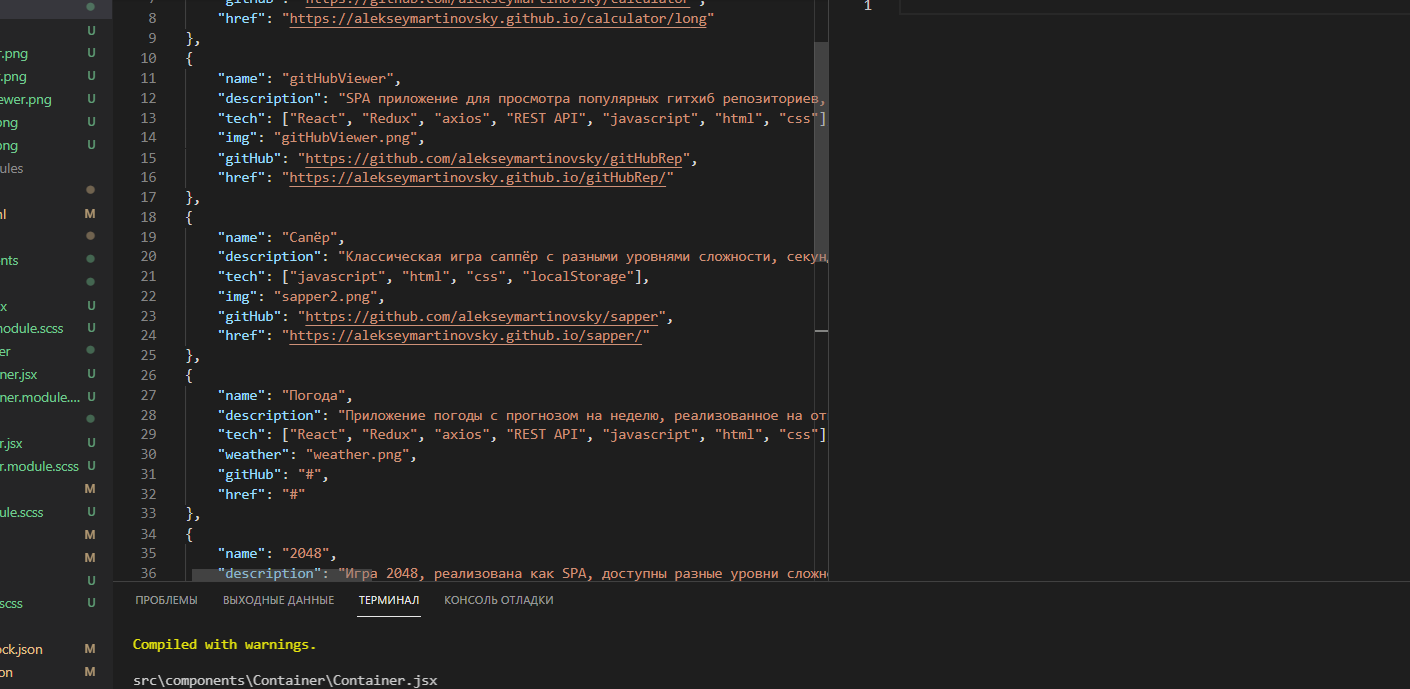 7 "gitHub": "https://github.com/alekseymartinovsky/calculator",
8 "href": "https://alekseymartinovsky.github.io/calculator/long"
9 },
10 {
11 "name": "gitHubViewer",
12 "description": "SPA приложение для просмотра популярных гитхиб репозиториев,
13 "tech": ["React", "Redux", "axios", "REST API", "javascript", "html", "css"]
14 "img": "gitHubViewer.png",
15 "gitHub": "https://github.com/alekseymartinovsky/gitHubRep",
16 "href": "https://alekseymartinovsky.github.io/gitHubRep/"
17 },
18 {
19 "name": "Сапёр",
20 "description": "Классическая игра саппёр с разными уровнями сложности, секунд
21 "tech": ["javascript", "html", "css", "localStorage"],
22 "img": "sapper2.png",
23 "gitHub": "https://github.com/alekseymartinovsky/sapper",
24 "href": "https://alekseymartinovsky.github.io/sapper/"
25 },
26 {
27 "name": "Погода",
28 "description": "Приложение погоды с прогнозом на неделю, реализованное на от
29 "tech": ["React", "Redux", "axios", "REST API", "javascript", "html", "css"]
30 "weather": "weather.png",
31 "gitHub": "#",
32 "href": "#"
33 },
34 {
35 "name": "2048",
36 "description": "Игра 2048, реализована как SPA, доступны разные уровни сложн
1
U
r.png U
r.png U
ewer.png U
png U
png U
ules
nl M
nts
x U
nodule.scss U
er
ner.jsx U
ner.module.... U
r.jsx U
r.module.scss U
M
ule.scss U
M
M
U
scss U
ock.json M
on M
ПРОБЛЕМЫ ВЫХОДНЫЕ ДАННЫЕ ТЕРМИНАЛ КОНСОЛЬ ОТЛАДКИ
Compiled with warnings.
src\components\Container\Container.jsx